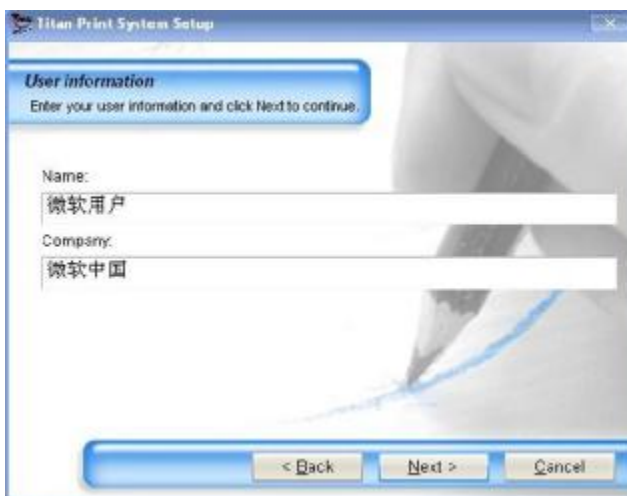 Titan Print System Setup
User information
Enter your user information and click Next to continue.
Name:
微软用户
Company:
微软中国
< Back
Next >
Cancel